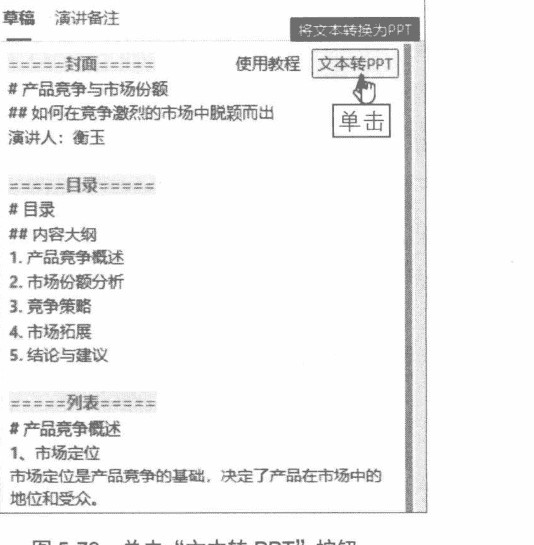 草稿 演讲备注
将文本转换为PPT
=====封面===== 使用教程 文本转PPT
# 产品竞争与市场份额
## 如何在竞争激烈的市场中脱颖而出
单击
演讲人：衡玉
=====目录=====
# 目录
## 内容大纲
1. 产品竞争概述
2. 市场份额分析
3. 竞争策略
4. 市场拓展
5. 结论与建议
=====列表=====
# 产品竞争概述
1、市场定位
市场定位是产品竞争的基础，决定了产品在市场中的
地位和受众。